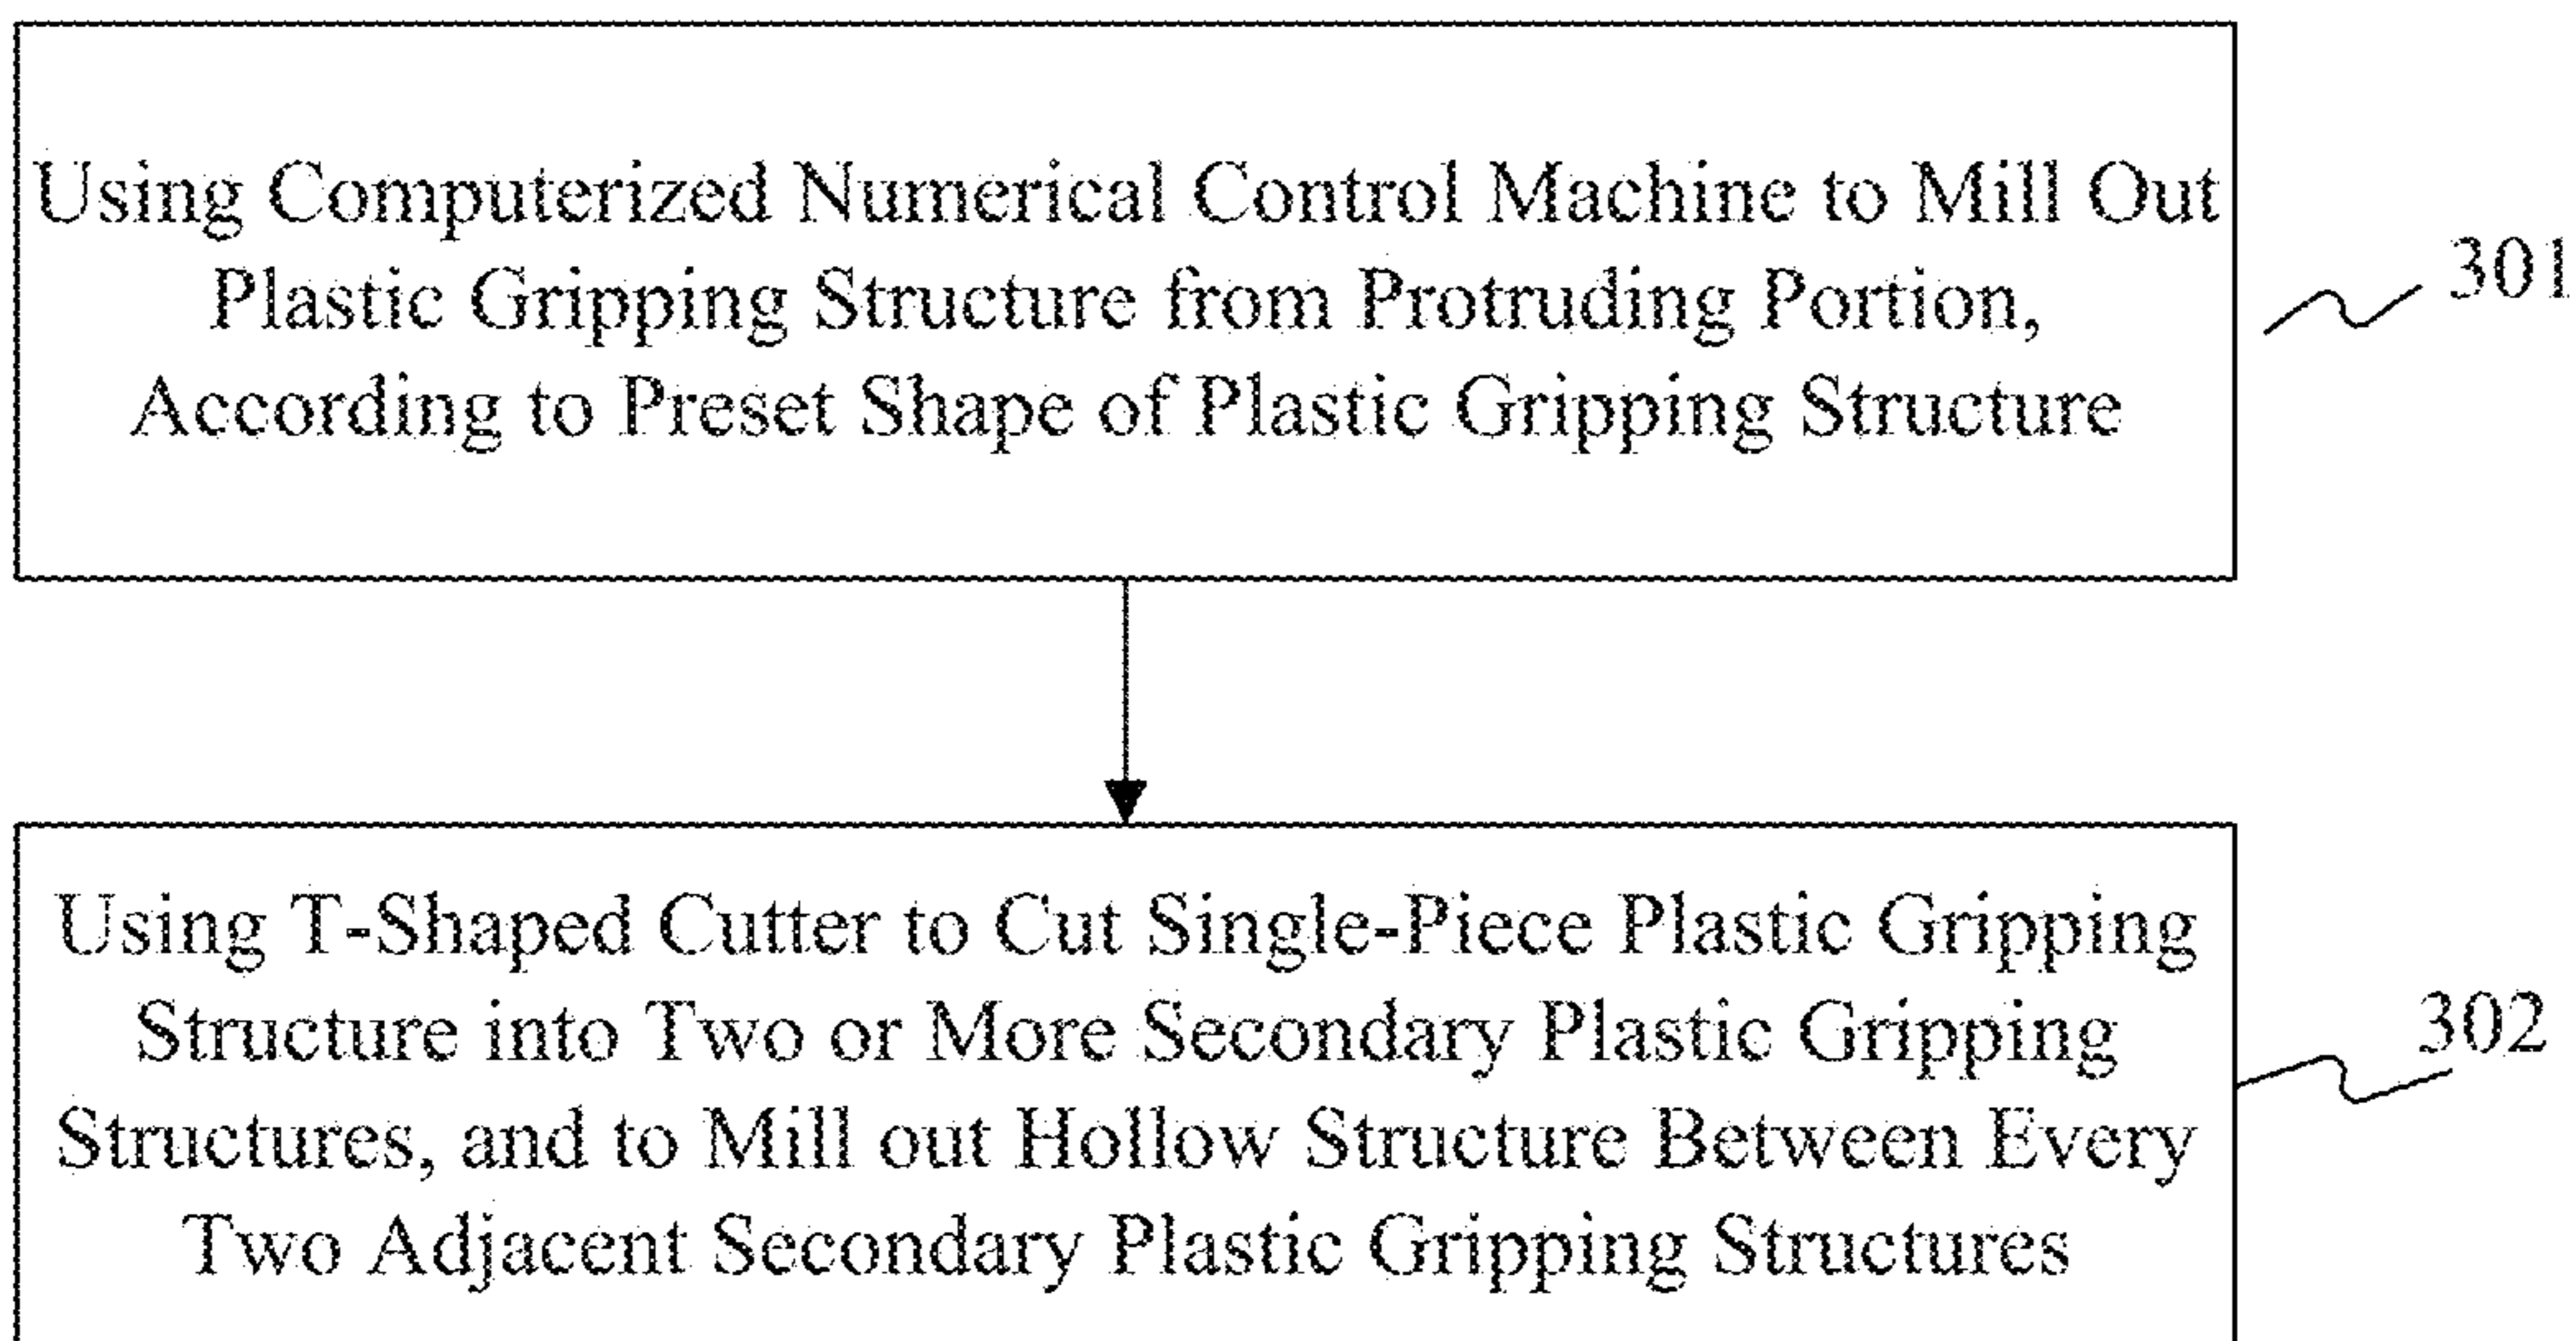 Using Computerized Numerical Control Machine to Mill Out
Plastic Gripping Structure from Protruding Portion,
According to Preset Shape of Plastic Gripping Structure
301
Using T-Shaped Cutter to Cut Single-Piece Plastic Gripping
Structure into Two or More Secondary Plastic Gripping
Structures, and to Mill out Hollow Structure Between Every
Two Adjacent Secondary Plastic Gripping Structures
302